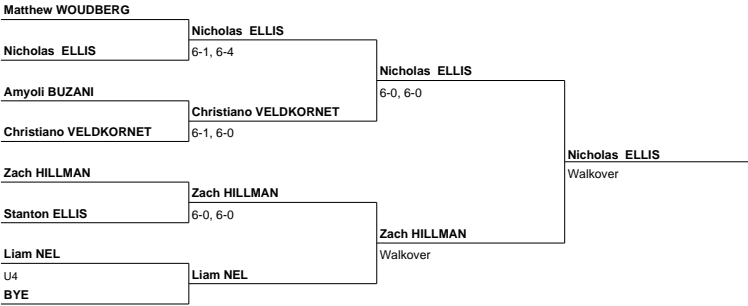 Matthew WOUDBERG
Nicholas ELLIS
Amyoli BUZANI
Christiano VELDKORNET
Zach HILLMAN
Stanton ELLIS
Liam NEL
U4
BYE
Nicholas ELLIS
6-1, 6-4
Christiano VELDKORNET
6-1, 6-0
Zach HILLMAN
6-0, 6-0
Liam NEL
Nicholas ELLIS
6-0, 6-0
Zach HILLMAN
Walkover
Nicholas ELLIS
Walkover